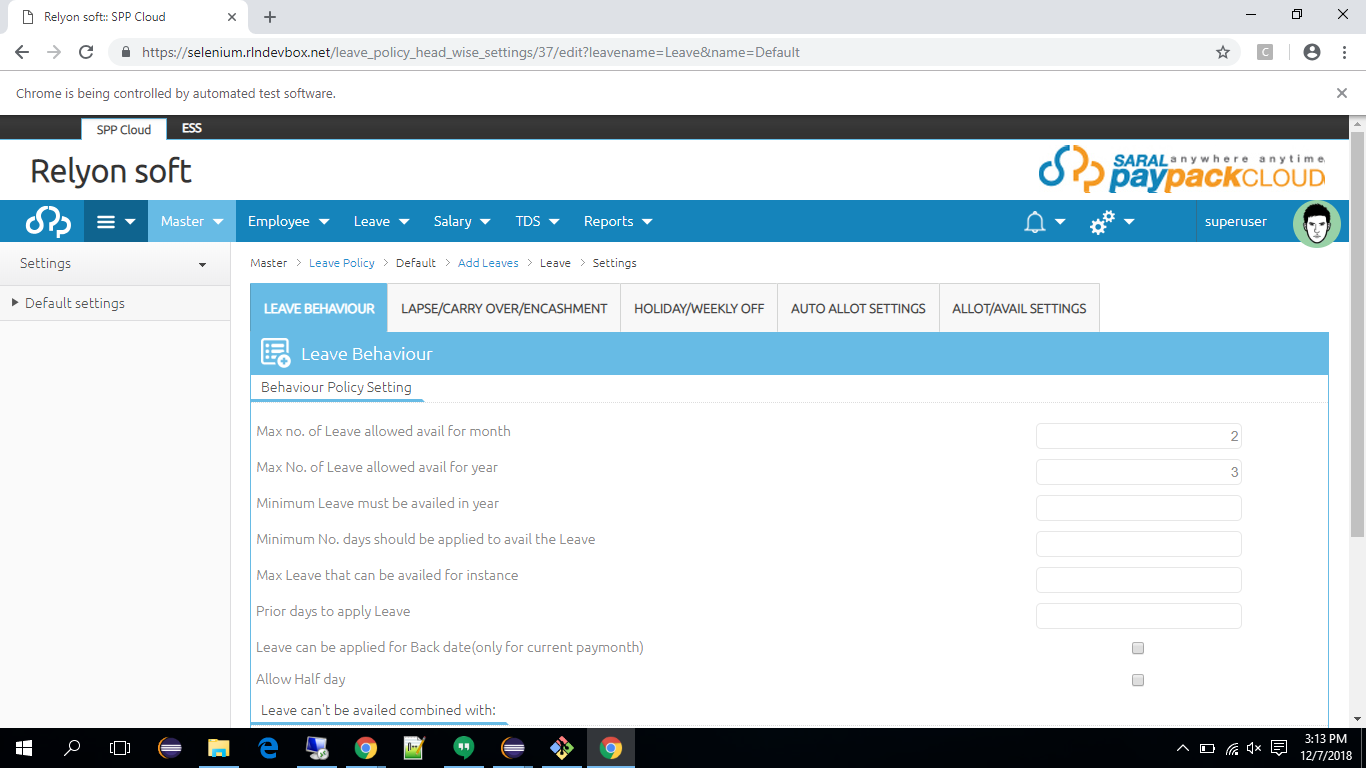 Relyon soft:: SPP Cloud
https://selenium.rlndevbox.net/leave_policy_head_wise_settings/37/edit?leavename=Leave&name=Default
C
Chrome is being controlled by automated test software.
SPP Cloud ESS
Relyon soft
SARAL anywhere anytime
paypackCLOUD
Master Employee Leave Salary TDS Reports superuser
Settings
Default settings
Master > Leave Policy > Default > Add Leaves > Leave > Settings
LEAVE BEHAVIOUR LAPSE/CARRY OVER/ENCASHMENT HOLIDAY/WEEKLY OFF AUTO ALLOT SETTINGS ALLOT/AVAIL SETTINGS
Leave Behaviour
Behaviour Policy Setting
Max no. of Leave allowed avail for month 2
Max No. of Leave allowed avail for year 3
Minimum Leave must be availed in year
Minimum No. days should be applied to avail the Leave
Max Leave that can be availed for instance
Prior days to apply Leave
Leave can be applied for Back date(only for current paymonth)
Allow Half day
Leave can't be availed combined with:
3:13 PM
12/7/2018